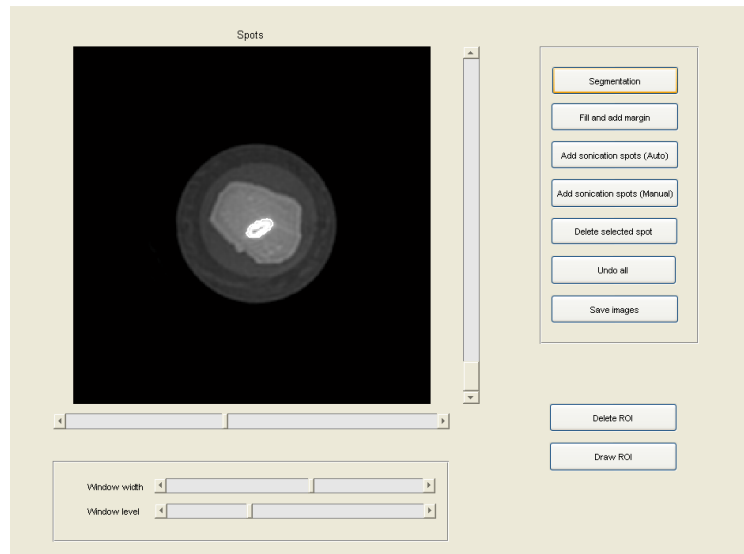 Spots
Segmentation
Fill and add margin
Add sonication spots (Auto)
Add sonication spots (Manual)
Delete selected spot
Undo all
Save images
Delete ROI
Draw ROI
Window width
Window level